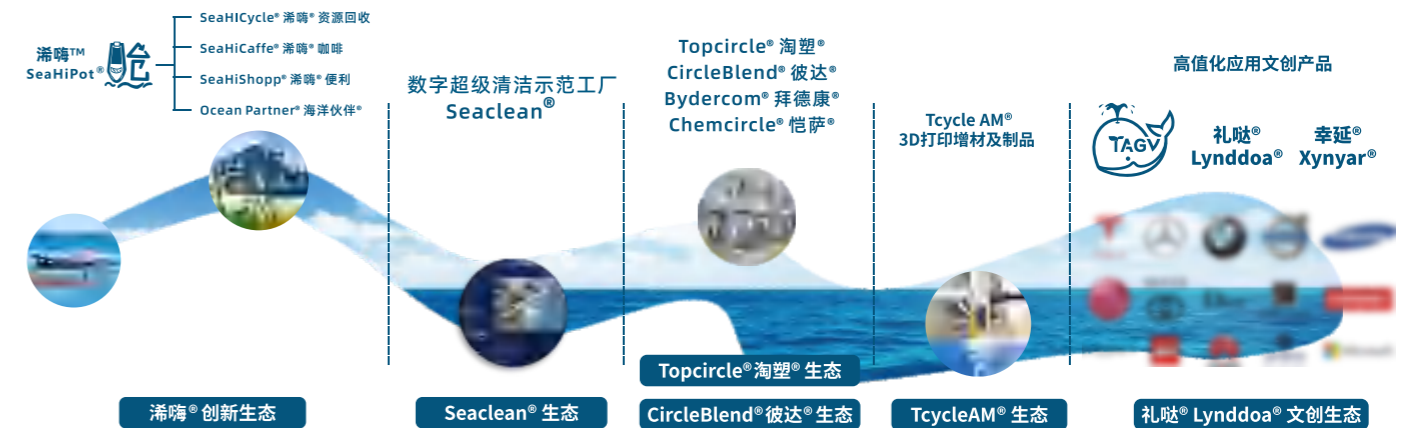 浠嗨™
SeaHiPot®
SeaHICycle® 浠嗨® 资源回收
SeaHiCaffe® 浠嗨® 咖啡
SeaHiShopp® 浠嗨® 便利
Ocean Partner® 海洋伙伴®
数字超级清洁示范工厂
Seaclean®
Topcircle® 淘塑®
CircleBlend® 彼达®
Bydercom® 拜德康®
Chemcircle® 恺萨®
Tcycle AM®
3D打印增材及制品
高值化应用文创产品
TAGV
礼哒®
Lynddoa®
幸延®
Xynyar®
Topcircle® 淘塑® 生态
浠嗨® 创新生态
Seaclean® 生态
CircleBlend® 彼达® 生态
TcycleAM® 生态
礼哒® Lynddoa® 文创生态